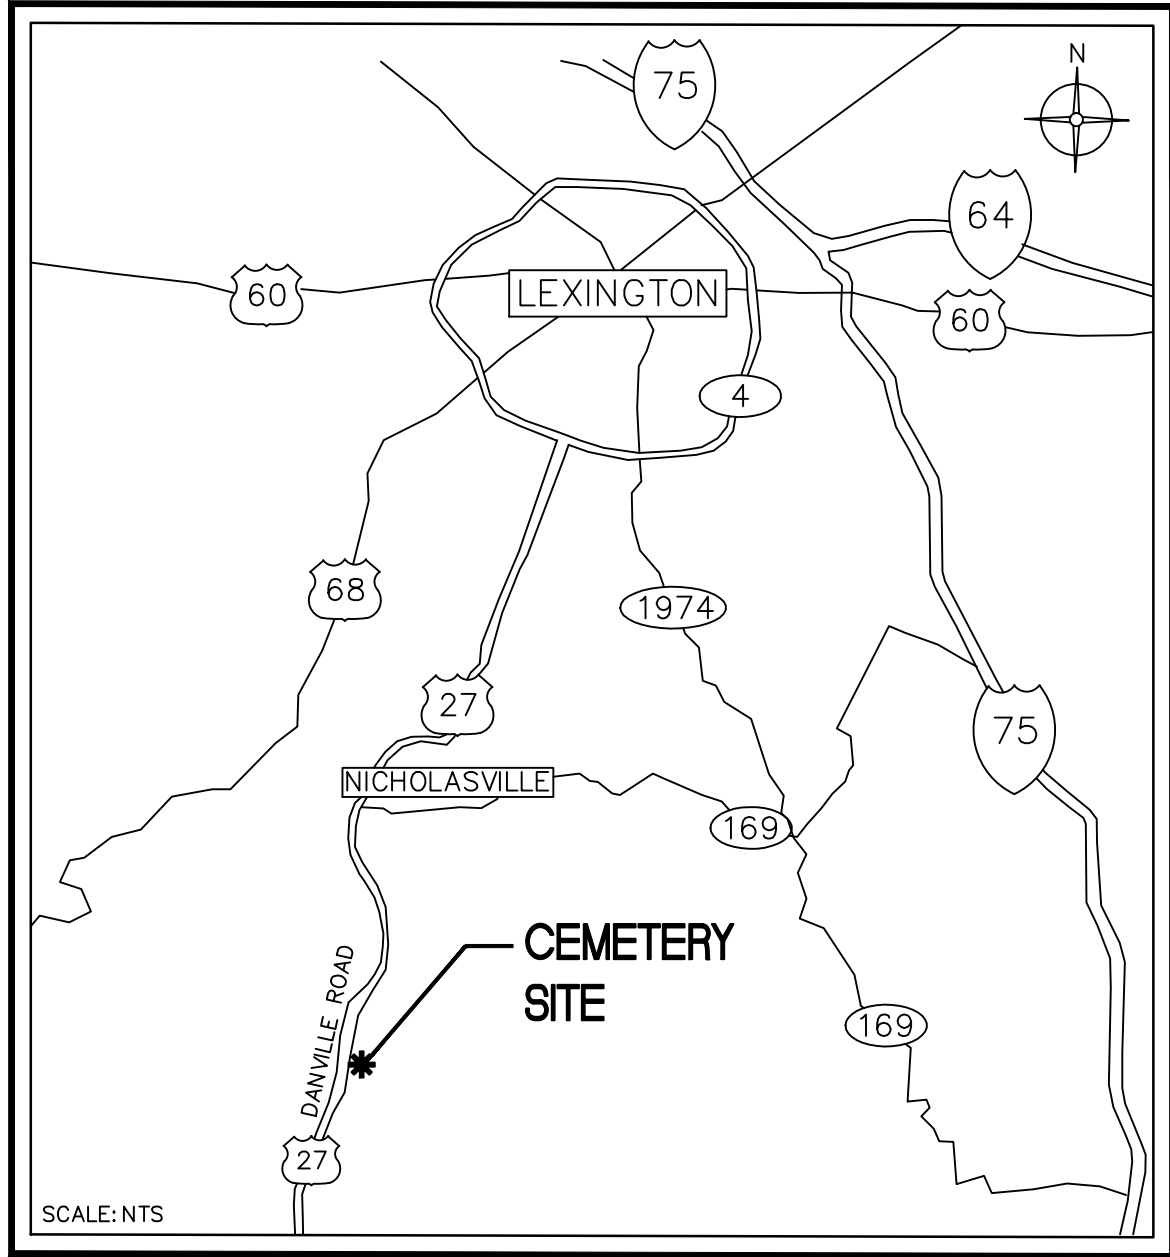 N
75
64
60
LEXINGTON
60
4
68
1974
27
75
NICHOLASVILLE
169
CEMETERY
SITE
DANVILLE ROAD
169
27
SCALE: NTS